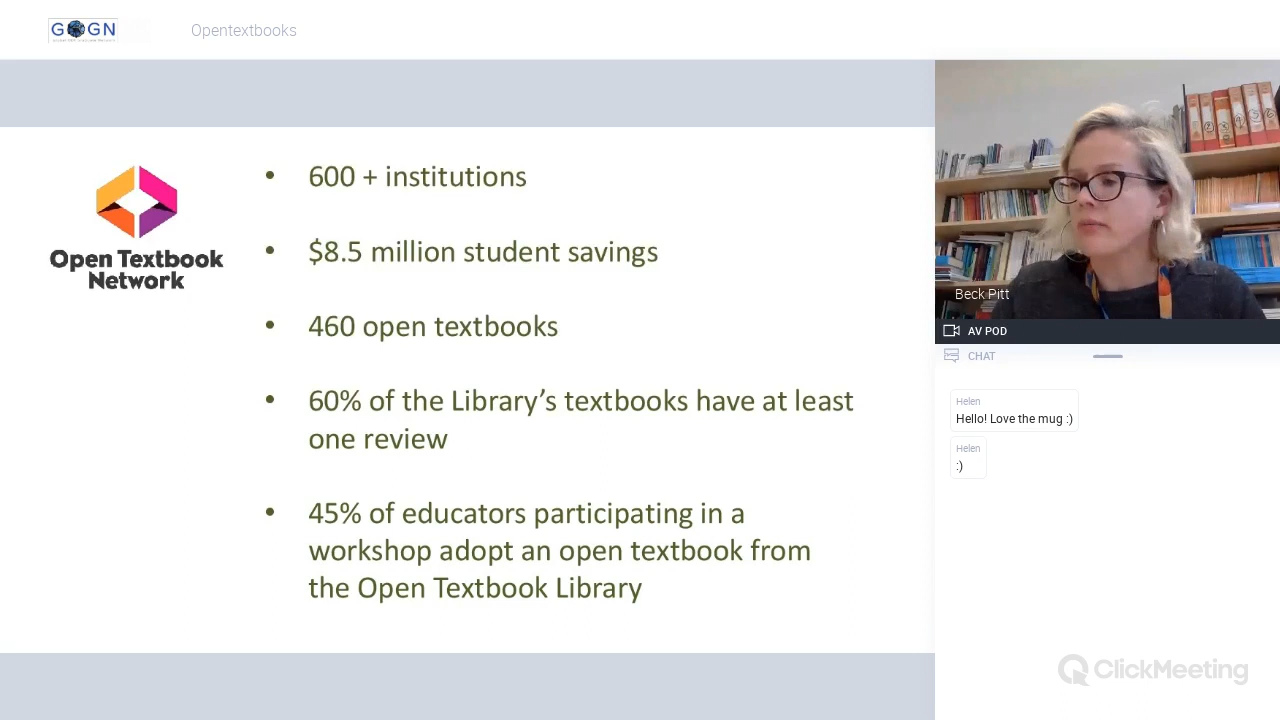 GOGN
Opentextbooks
Open Textbook
Network
• 600 + institutions
• $8.5 million student savings
• 460 open textbooks
• 60% of the Library’s textbooks have at least
one review
• 45% of educators participating in a
workshop adopt an open textbook from
the Open Textbook Library
Beck Pitt
AV POD
CHAT
Helen
Hello! Love the mug :)
Helen
:)
ClickMeeting